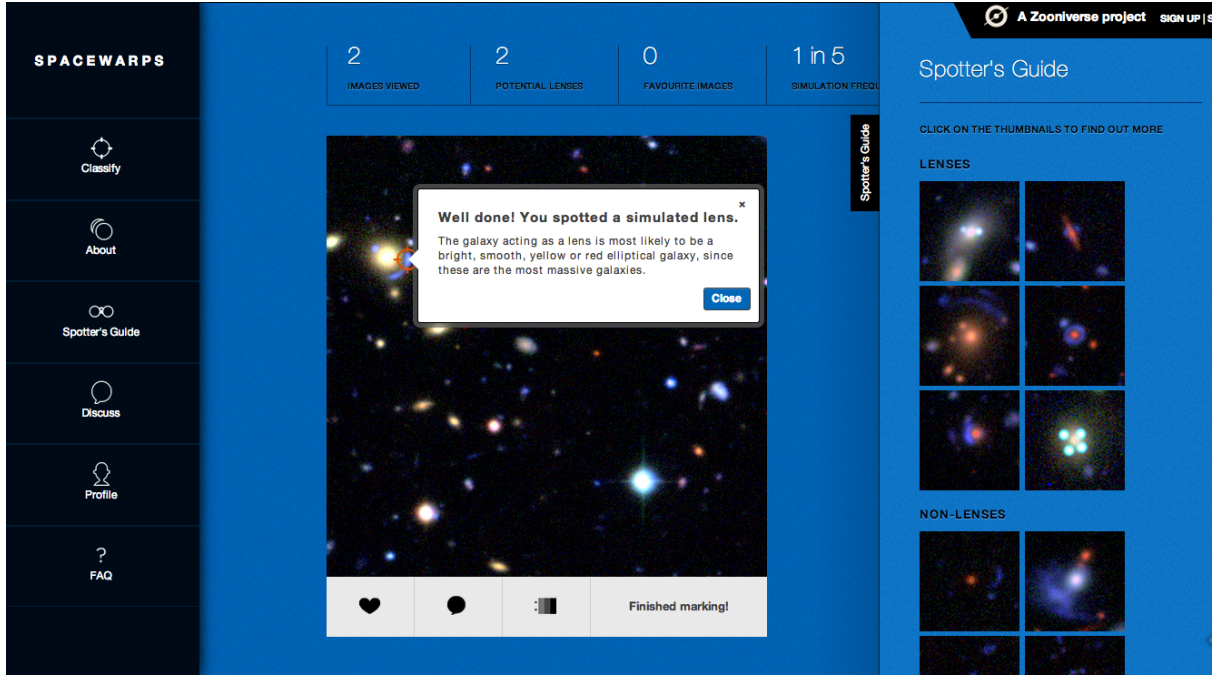 SPACEWARPS
Classify
About
Spotter's Guide
Discuss
Profile
?
FAQ
2
IMAGES VIEWED
2
POTENTIAL LENSES
0
FAVOURITE IMAGES
1 in 5
SIMULATION FREQU
Well done! You spotted a simulated lens.
The galaxy acting as a lens is most likely to be a
bright, smooth, yellow or red elliptical galaxy, since
these are the most massive galaxies.
Close
Finished marking!
Spotter's Guide
A Zooniverse project
SIGN UP | S
Spotter's Guide
CLICK ON THE THUMBNAILS TO FIND OUT MORE
LENSES
NON-LENSES